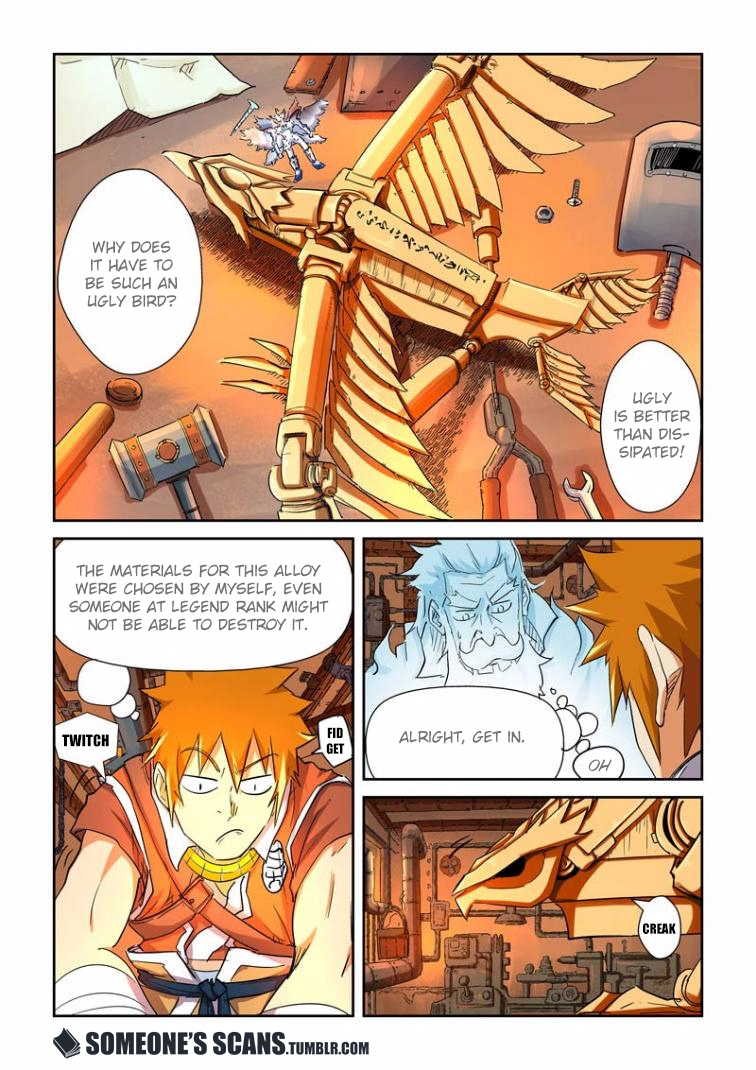 WHY DOES
IT HAVE TO
BE SUCH AN
UGLY BIRD?
UGLY
IS BETTER
THAN DIS-
SIPATED!
THE MATERIALS FOR THIS ALLOY
WERE CHOSEN BY MYSELF, EVEN
SOMEONE AT LEGEND RANK MIGHT
NOT BE ABLE TO DESTROY IT.
TWITCH
FID
GET
ALRIGHT, GET IN.
OH
CREAK
SOMEONE'S SCANS.TUMBLR.COM